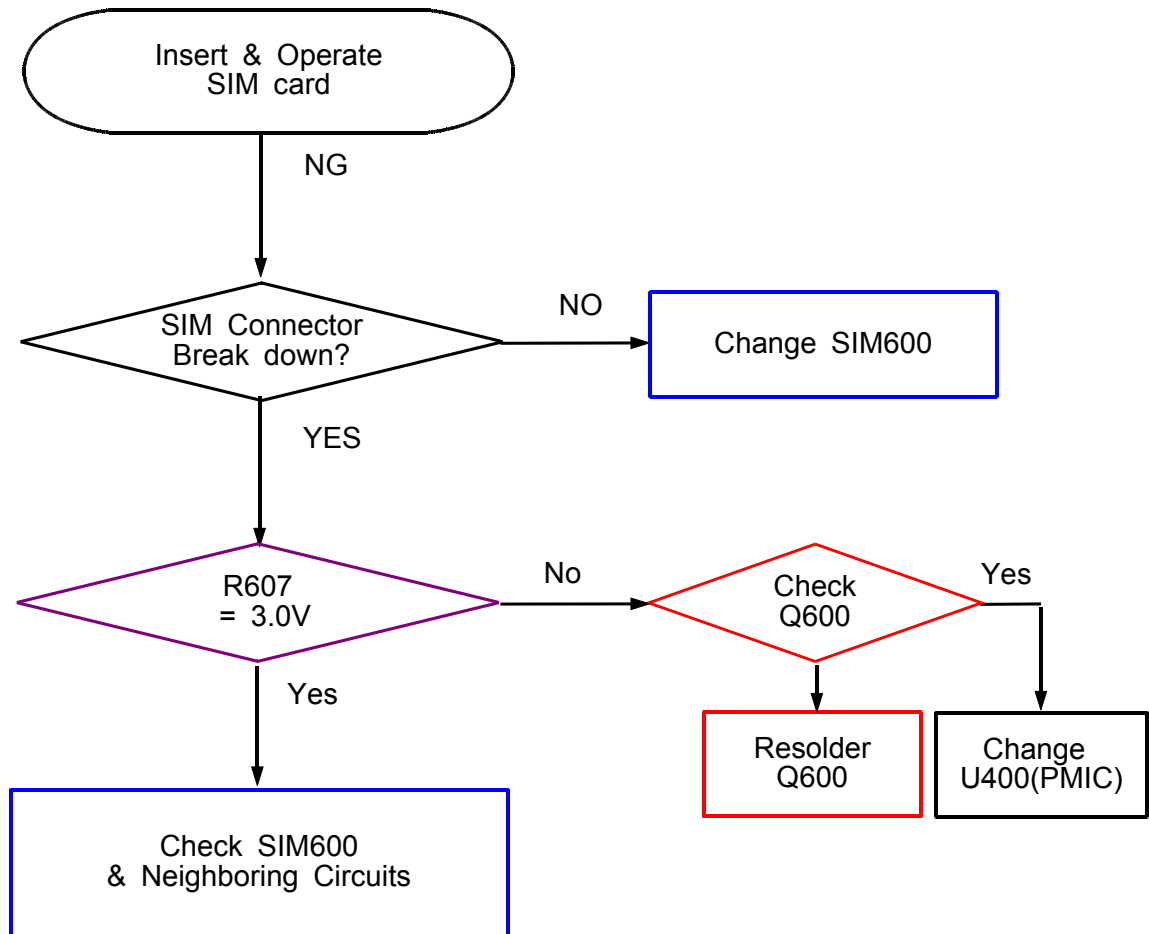 Insert & Operate
SIM card
NG
SIM Connector
Break down?
NO
Change SIM600
YES
R607
= 3.0V
No
Check
Q600
Yes
Yes
Resolder
Q600
Change
U400(PMIC)
Check SIM600
& Neighboring Circuits